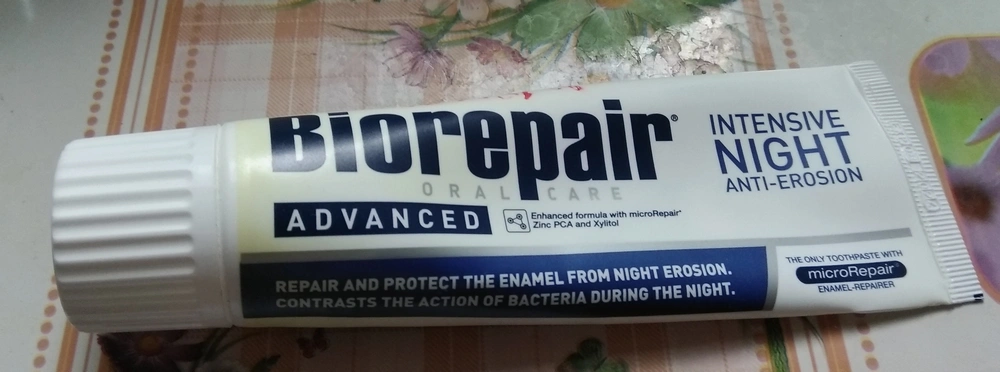 Biorepair®
ORAL CARE
ADVANCED
Enhanced formula with microRepair®
Zinc PCA and Xylitol
INTENSIVE
NIGHT
ANTI-EROSION
REPAIR AND PROTECT THE ENAMEL FROM NIGHT EROSION.
CONTRASTS THE ACTION OF BACTERIA DURING THE NIGHT.
THE ONLY TOOTHPASTE WITH
microRepair®
ENAMEL-REPAIRER